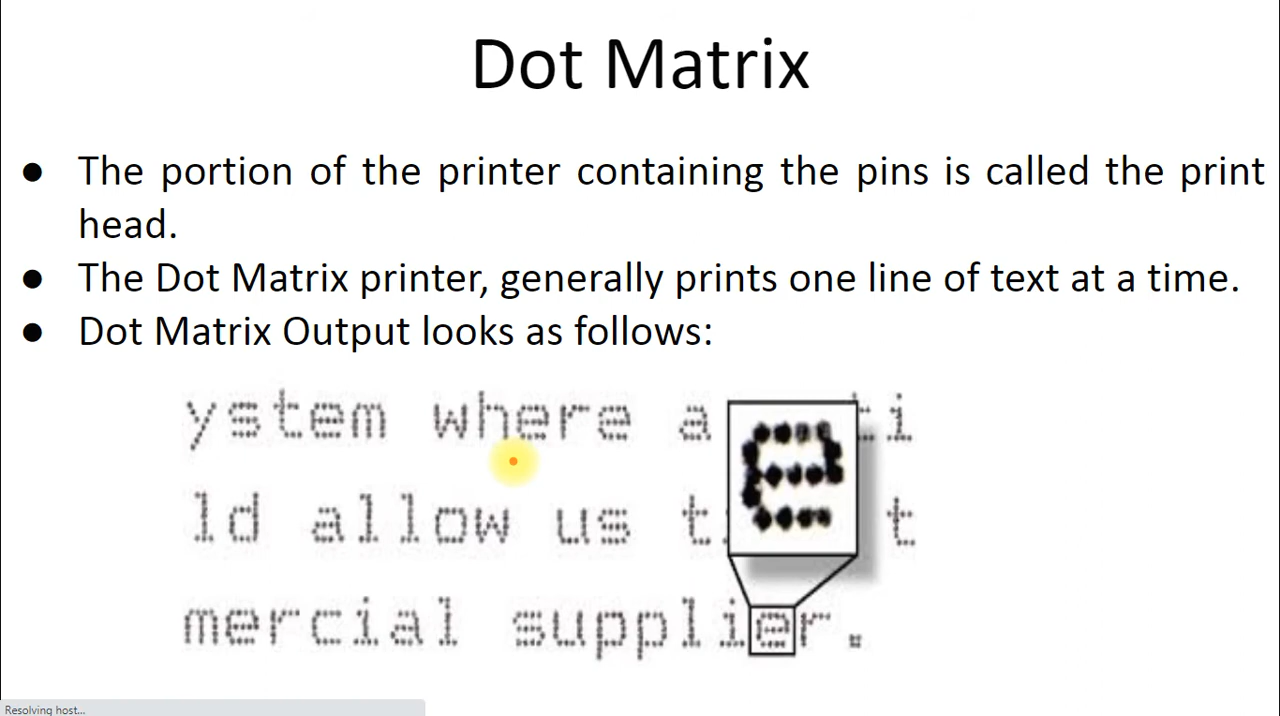 Dot Matrix
● The portion of the printer containing the pins is called the print
head.
● The Dot Matrix printer, generally prints one line of text at a time.
● Dot Matrix Output looks as follows:
ystem where a ti
ld allow us t t
e
mercial supplier.
Resolving host...